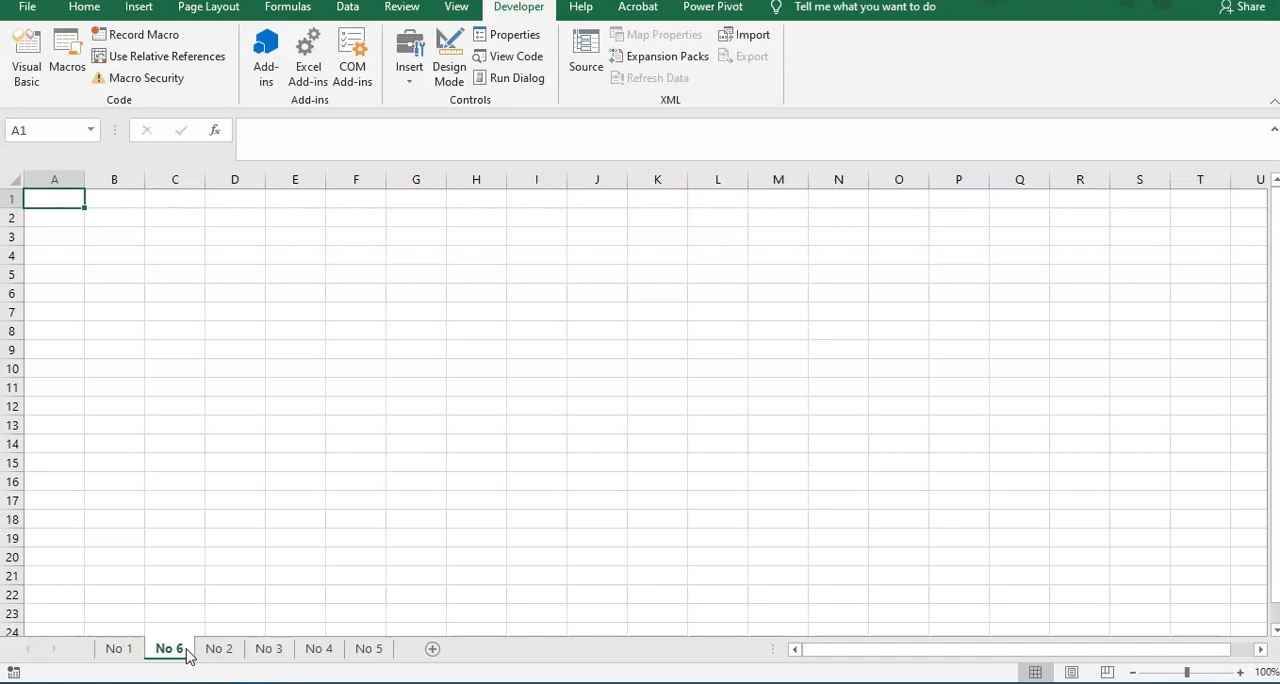 File Home Insert Page Layout Formulas Data Review View Developer Help Acrobat Power Pivot Tell me what you want to do Share
Visual Basic
Macros
Record Macro
Use Relative References
Macro Security
Code
Add-ins
Excel Add-ins
COM Add-ins
Add-ins
Insert
Design Mode
Properties
View Code
Run Dialog
Controls
Source
Map Properties
Expansion Packs
Refresh Data
Import
Export
XML
A1 fx
A B C D E F G H I J K L M N O P Q R S T U
1
2
3
4
5
6
7
8
9
10
11
12
13
14
15
16
17
18
19
20
21
22
23
24
No 1 No 6 No 2 No 3 No 4 No 5
100%